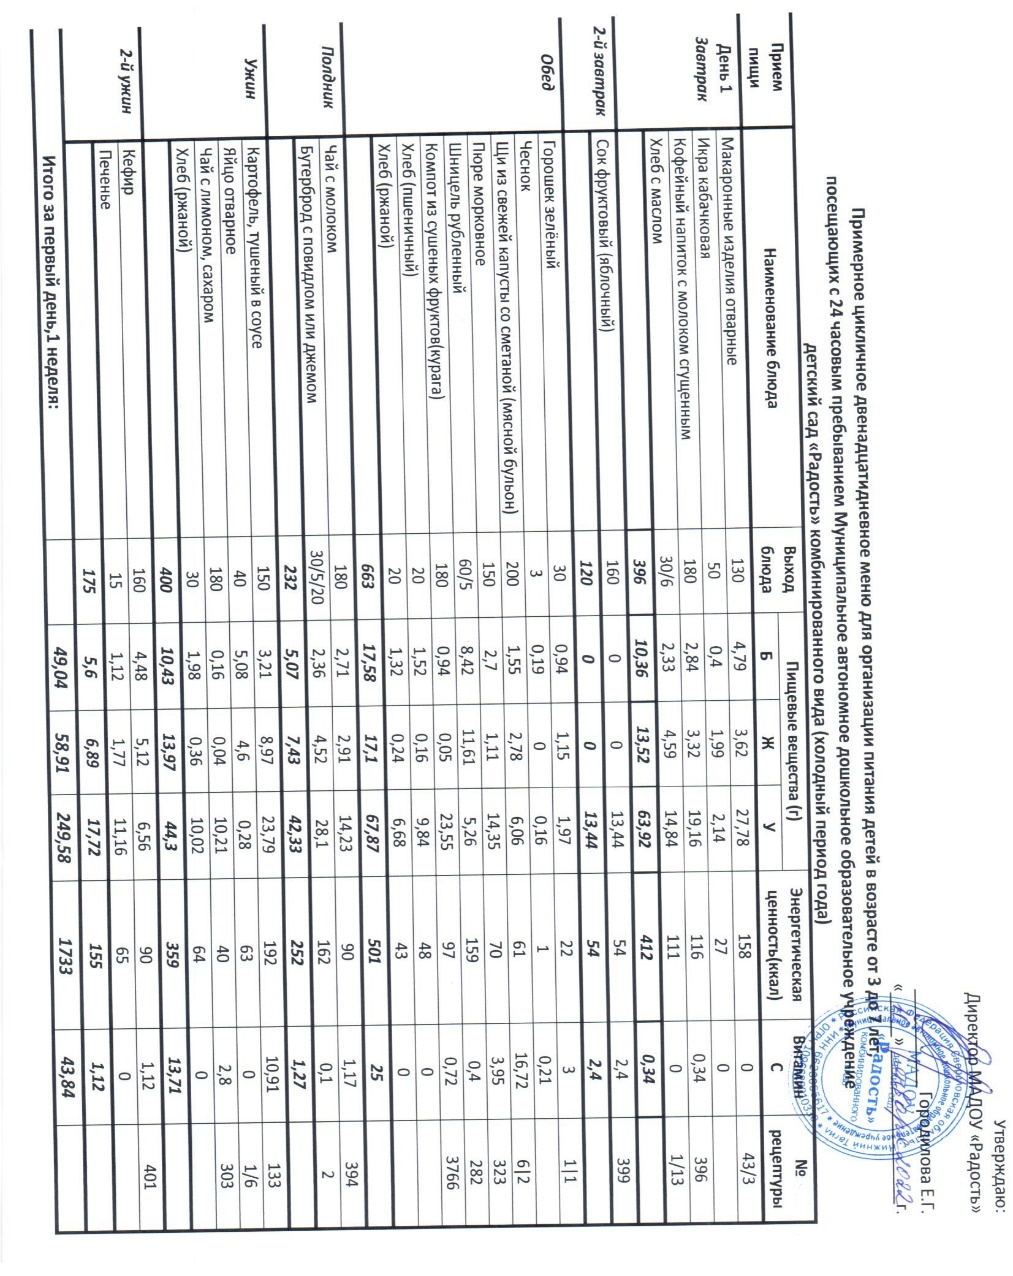 Утверждаю:
Директор МАДОУ «Радость»
Городилова Е.Г.
« » 2022 г.
МАДОУ
«Радость»
комбинированного
Примерное цикличное двенадцатидневное меню для организации питания детей в возрасте от 3 до 7 лет,
посещающих с 24 часовым пребыванием Муниципальное автономное дошкольное образовательное учреждение
детский сад «Радость» комбинированного вида (холодный период года)
Прием пищи Наименование блюда Выход блюда Пищевые вещества (г) Энергетическая ценность(ккал) Витамин С № рецептуры
Б Ж У
День 1
Завтрак Макаронные изделия отварные 130 4,79 3,62 27,78 158 0 43/3
Икра кабачковая 50 0,4 1,99 2,14 27
Кофейный напиток с молоком сгущенным 180 2,84 3,32 19,16 116 0,34 396
Хлеб с маслом 30/6 2,33 4,59 14,84 111 0 1/13
396 10,36 13,52 63,92 412 0,34
2-й завтрак Сок фруктовый (яблочный) 160 0 0 13,44 54 2,4 399
120 0 0 13,44 54 2,4
Обед Горошек зелёный 30 0,94 1,15 1,97 22 3 1|1
Чеснок 3 0,19 0 0,16 1 0,21
Щи из свежей капусты со сметаной (мясной бульон) 200 1,55 2,78 6,06 61 16,72 6|2
Пюре морковное 150 2,7 1,11 14,35 70 3,95 323
Шницель рубленный 60/5 8,42 11,61 5,26 159 0,4 282
Компот из сушеных фруктов(курага) 180 0,94 0,05 23,55 97 0,72 3766
Хлеб (пшеничный) 20 1,52 0,16 9,84 48 0
Хлеб (ржаной) 20 1,32 0,24 6,68 43 0
663 17,58 17,1 67,87 501 25
Полдник Чай с молоком 180 2,71 2,91 14,23 90 1,17 394
Бутерброд с повидлом или джемом 30/5/20 2,36 4,52 28,1 162 0,1 2
232 5,07 7,43 42,33 252 1,27
Ужин Картофель, тушеный в соусе 150 3,21 8,97 23,79 192 10,91 133
Яйцо отварное 40 5,08 4,6 0,28 63 0 1/6
Чай с лимоном, сахаром 180 0,16 0,04 10,21 40 2,8 303
Хлеб (ржаной) 30 1,98 0,36 10,02 64 0
400 10,43 13,97 44,3 359 13,71
2-й ужин Кефир 160 4,48 5,12 6,56 90 1,12 401
Печенье 15 1,12 1,77 11,16 65 0
175 5,6 6,89 17,72 155 1,12
Итого за первый день,1 неделя: 49,04 58,91 249,58 1733 43,84